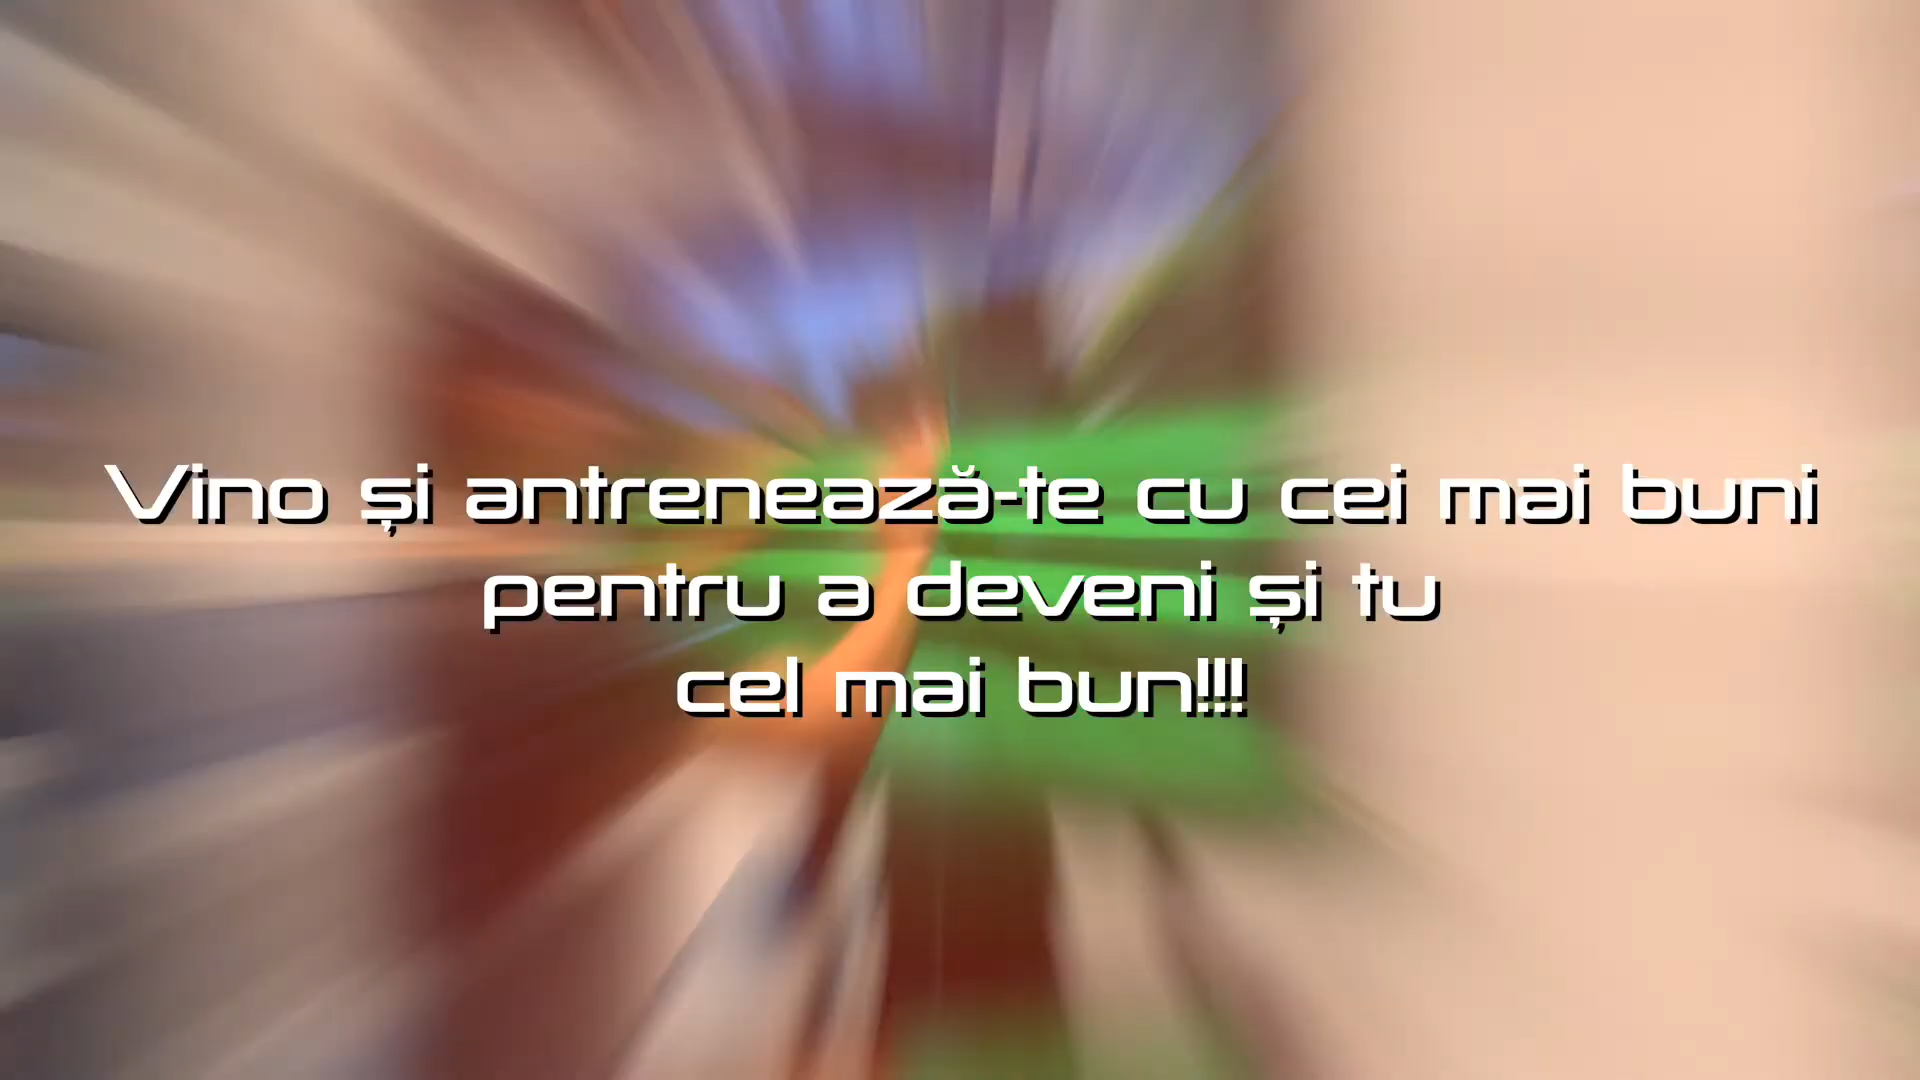 Vino și antrenează-te cu cei mai buni
pentru a deveni și tu
cel mai bun!!!